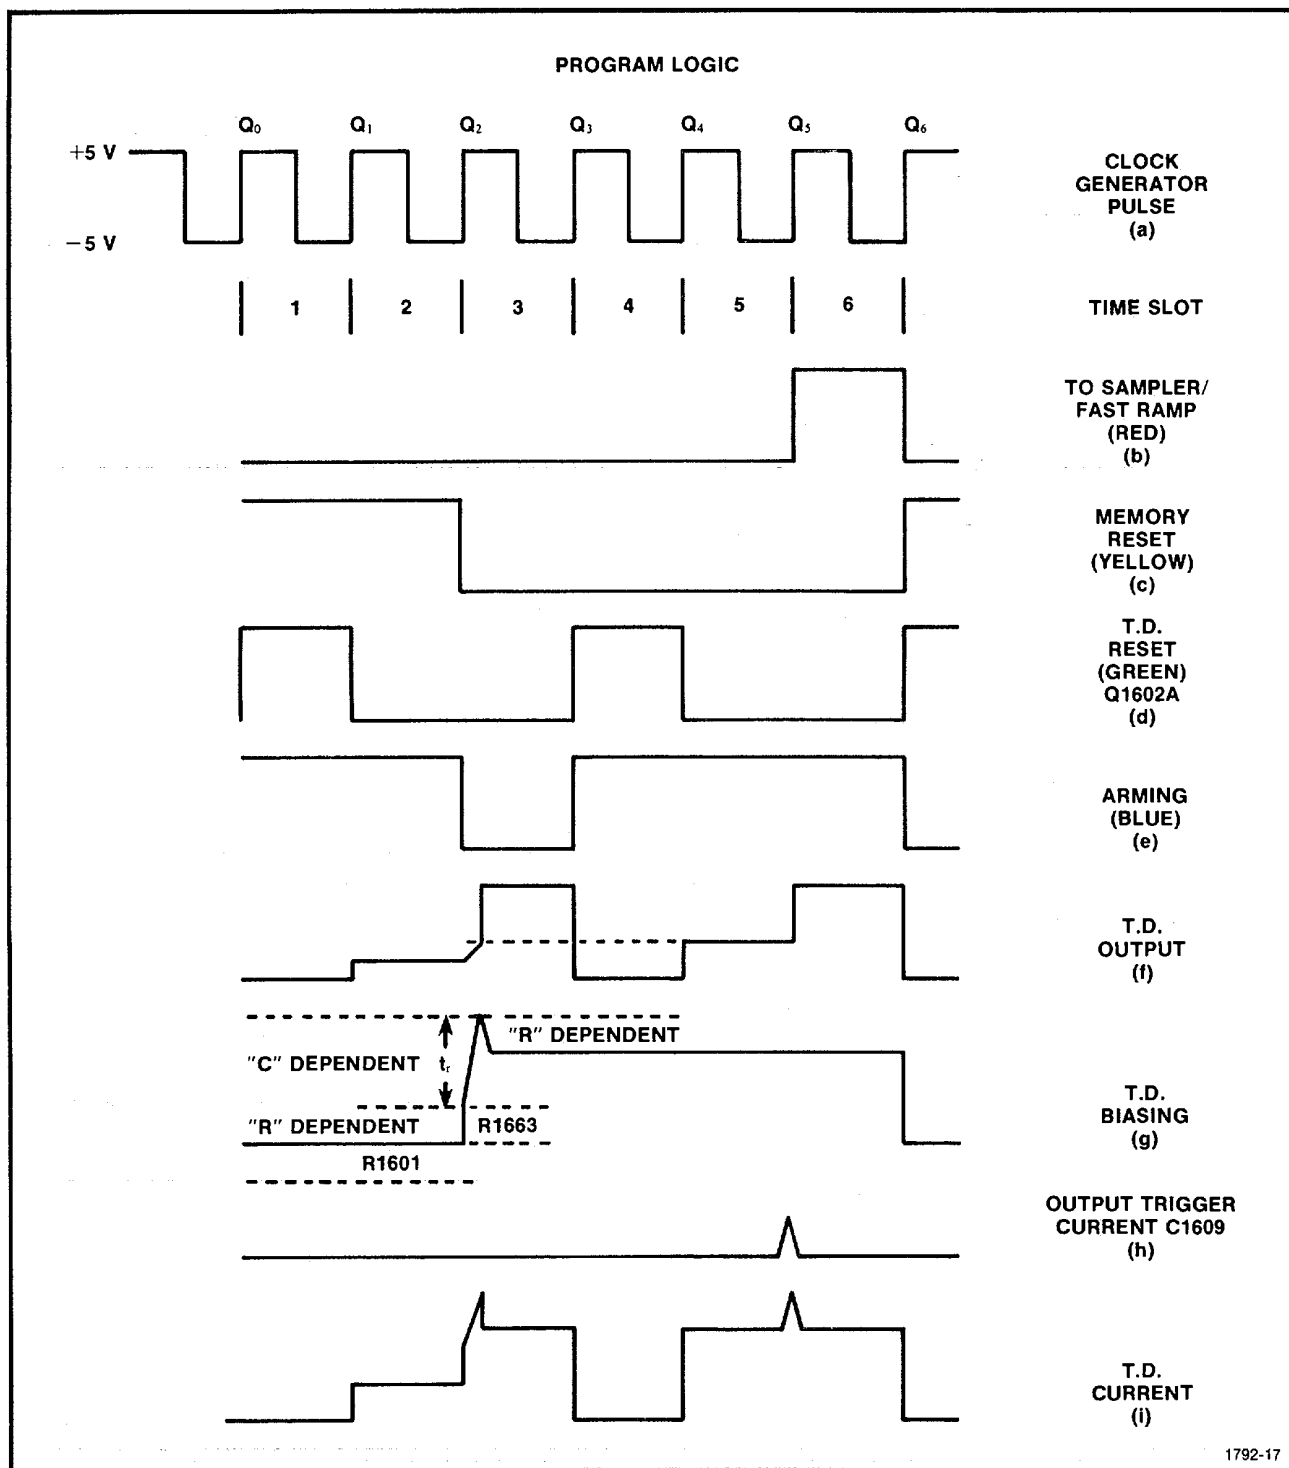 PROGRAM LOGIC
Q₀ Q₁ Q₂ Q₃ Q₄ Q₅ Q₆
+5 V
−5 V
CLOCK
GENERATOR
PULSE
(a)
1 2 3 4 5 6
TIME SLOT
TO SAMPLER/
FAST RAMP
(RED)
(b)
MEMORY
RESET
(YELLOW)
(c)
T.D.
RESET
(GREEN)
Q1602A
(d)
ARMING
(BLUE)
(e)
T.D.
OUTPUT
(f)
"R" DEPENDENT
"C" DEPENDENT
tᵣ
"R" DEPENDENT
R1663
R1601
T.D.
BIASING
(g)
OUTPUT TRIGGER
CURRENT C1609
(h)
T.D.
CURRENT
(i)
1792-17